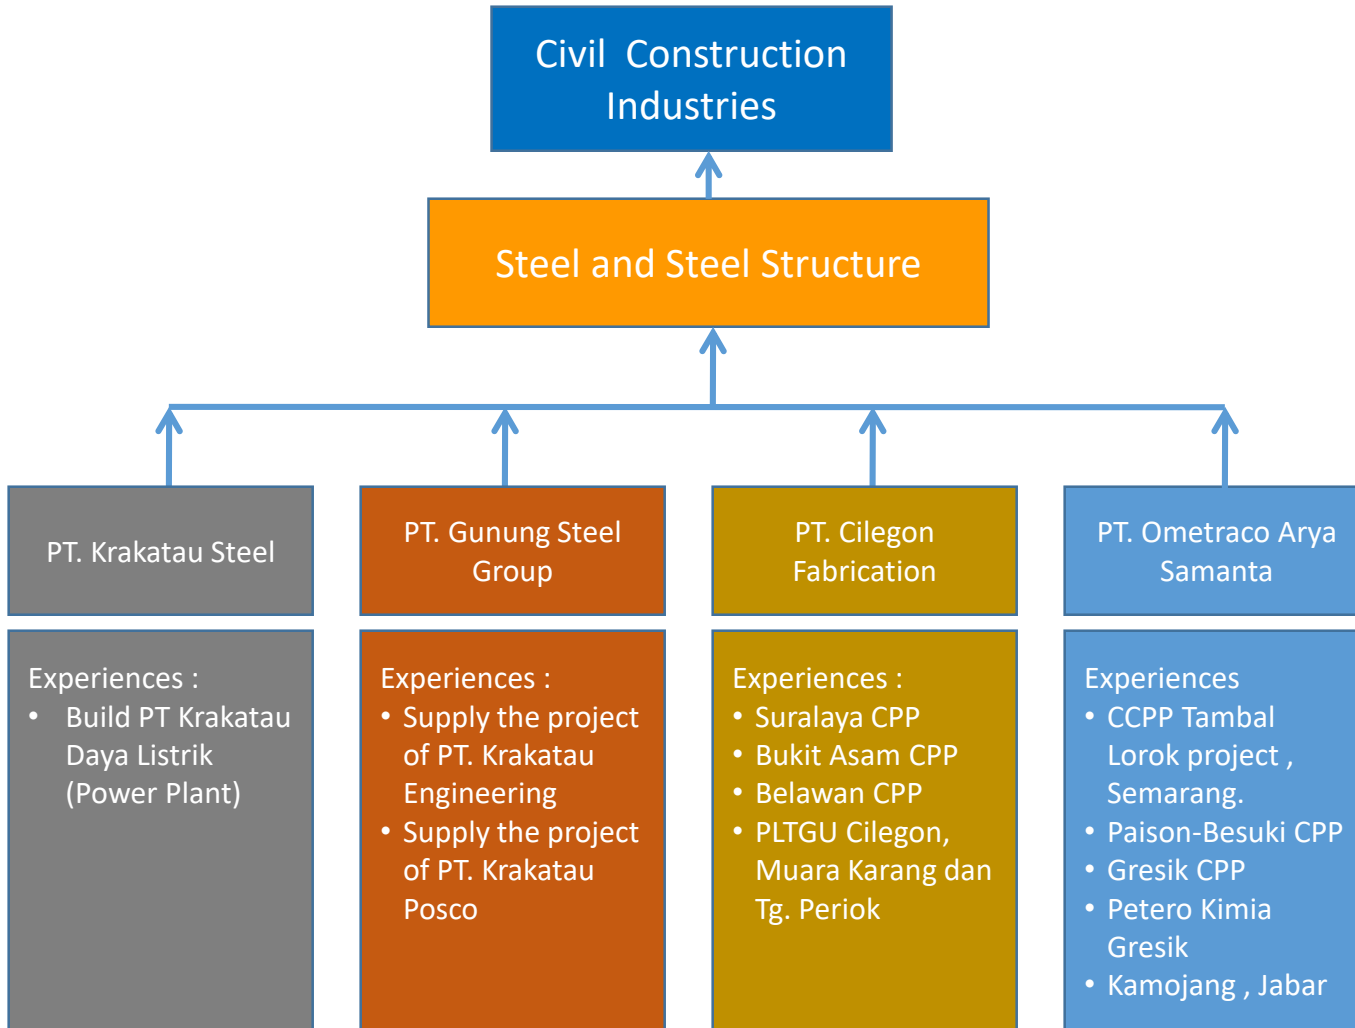 Civil Construction
Industries
Steel and Steel Structure
PT. Krakatau Steel
PT. Gunung Steel
Group
PT. Cilegon
Fabrication
PT. Ometraco Arya
Samanta
Experiences :
• Build PT Krakatau
Daya Listrik
(Power Plant)
Experiences :
• Supply the project
of PT. Krakatau
Engineering
• Supply the project
of PT. Krakatau
Posco
Experiences :
• Suralaya CPP
• Bukit Asam CPP
• Belawan CPP
• PLTGU Cilegon,
Muara Karang dan
Tg. Periok
Experiences
• CCPP Tambal
Lorok project ,
Semarang.
• Paison-Besuki CPP
• Gresik CPP
• Petero Kimia
Gresik
• Kamojang , Jabar